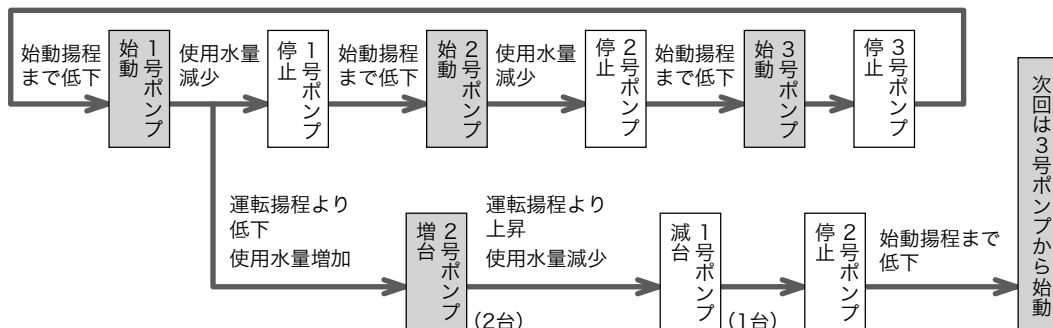 始動揚程
まで低下
1号ポンプ
始動
使用水量
減少
1号ポンプ
停止
始動揚程
まで低下
2号ポンプ
始動
使用水量
減少
2号ポンプ
停止
始動揚程
まで低下
3号ポンプ
始動
3号ポンプ
停止
運転揚程より
低下
使用水量増加
2号ポンプ
増台
(2台)
運転揚程より
上昇
使用水量減少
1号ポンプ
減台
(1台)
2号ポンプ
停止
始動揚程まで
低下
次回は3号ポンプから始動